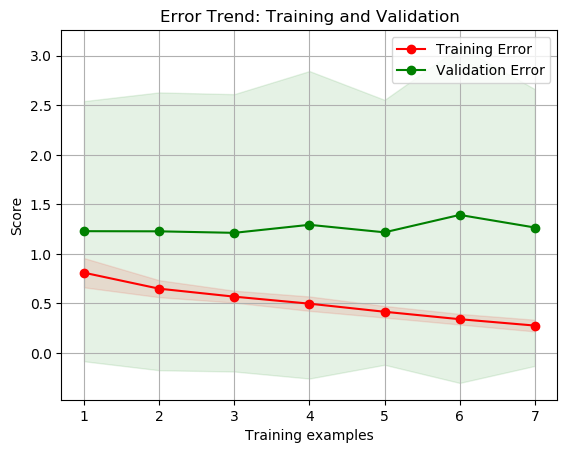 Error Trend: Training and Validation
Training Error
Validation Error
3.0
2.5
2.0
1.5
1.0
0.5
0.0
Score
1 2 3 4 5 6 7
Training examples